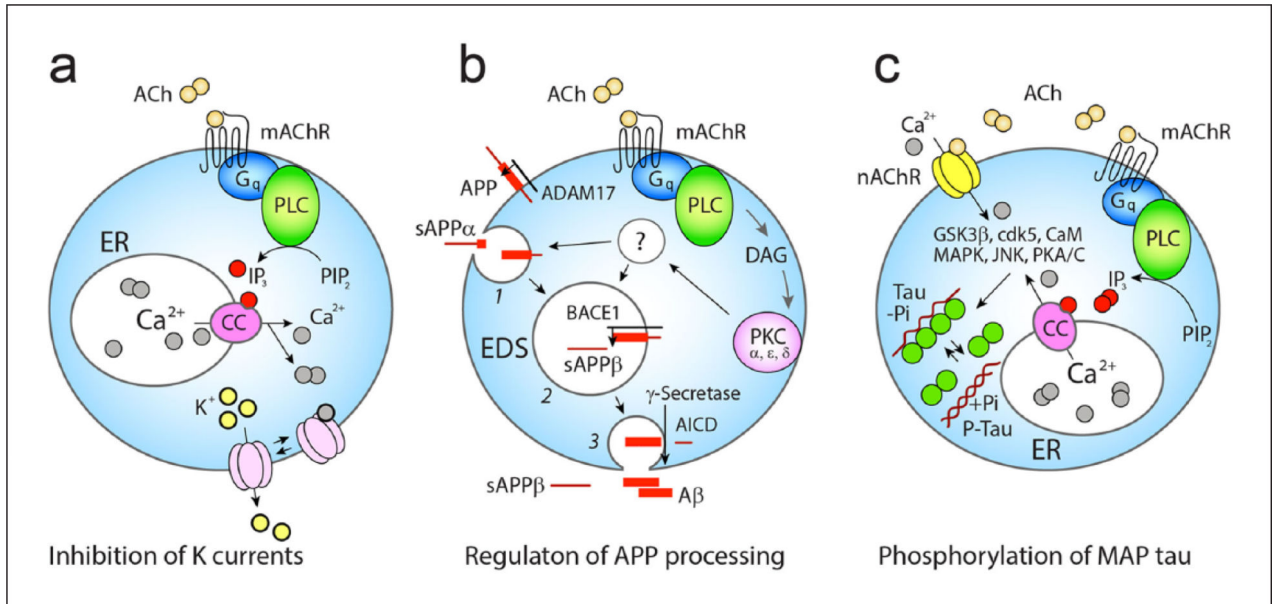 a
ACh
mAChR
Gq
PLC
ER
IP₃
PIP₂
Ca²⁺
CC
Ca²⁺
K⁺
Inhibition of K currents
b
ACh
mAChR
APP
ADAM17
Gq
PLC
sAPPα
?
DAG
1
BACE1
EDS
sAPPβ
PKC
α, ε, δ
2
γ-Secretase
3
AICD
sAPPβ
Aβ
Regulaton of APP processing
c
ACh
Ca²⁺
mAChR
nAChR
Gq
PLC
GSK3β, cdk5, CaM
MAPK, JNK, PKA/C
IP₃
Tau
-Pi
CC
PIP₂
Ca²⁺
+Pi
P-Tau
ER
Phosphorylation of MAP tau